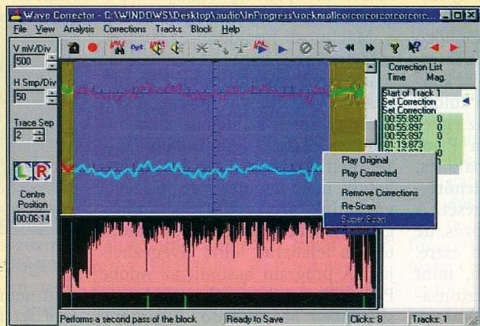 Wave Corrector - C:\WINDOWS\Desktop\audio\InProgress\rocknrollcorcorcorcorcorcorc...
File View Analysis Corrections Tracks Block Help
V mV/Div
500
H Smp/Div
50
Trace Sep
2
L R
Centre
Position
00:06:14
Opt
Correction List
Time Mag.
Start of Track 1
Set Correction
Set Correction
00:55.897 0
00:55.897 0
00:55.897 0
01:19.873 1
Play Original
Play Corrected
Remove Corrections
Re-Scan
Super Scan
Performs a second pass of the block Ready to Save Clicks: 8 Tracks: 1